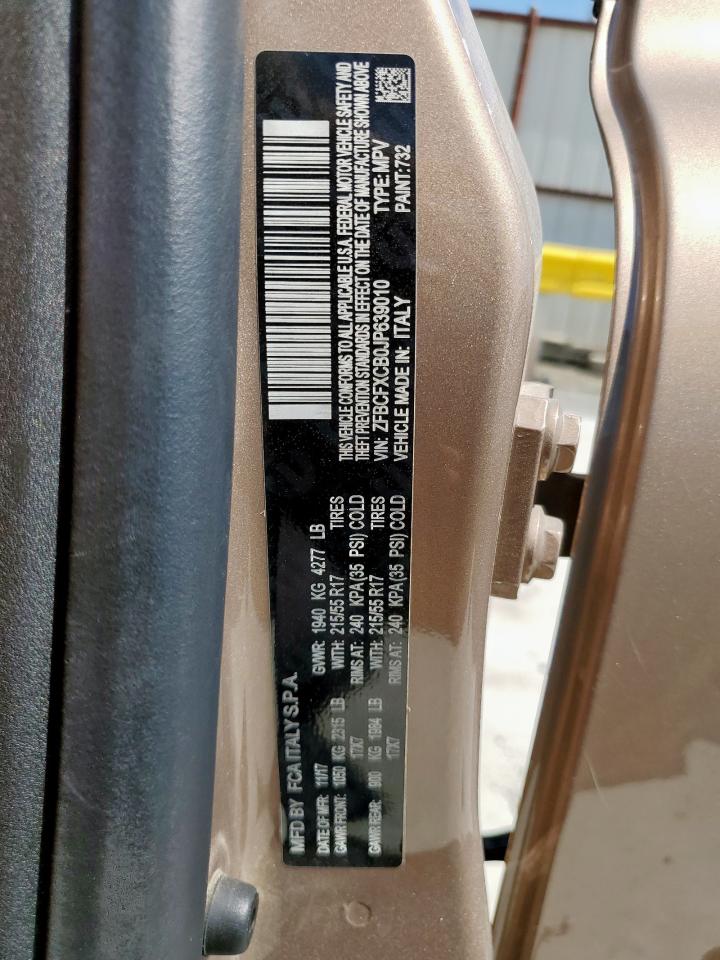 MFD BY FCA ITALY S.P.A.
DATE OF MFR: 11/17 GVWR: 1940 KG 4277 LB
GAWR FRONT: 1050 KG 2315 LB WITH: 215/55 R17 TIRES
17X7 RIMS AT: 240 KPA(35 PSI) COLD
GAWR REAR: 900 KG 1984 LB WITH: 215/55 R17 TIRES
17X7 RIMS AT: 240 KPA(35 PSI) COLD
THIS VEHICLE CONFORMS TO ALL APPLICABLE U.S.A. FEDERAL MOTOR VEHICLE SAFETY AND
THEFT PREVENTION STANDARDS IN EFFECT ON THE DATE OF MANUFACTURE SHOWN ABOVE
VIN: ZFBCFXCB0JP639010 TYPE: MPV
VEHICLE MADE IN: ITALY PAINT:732